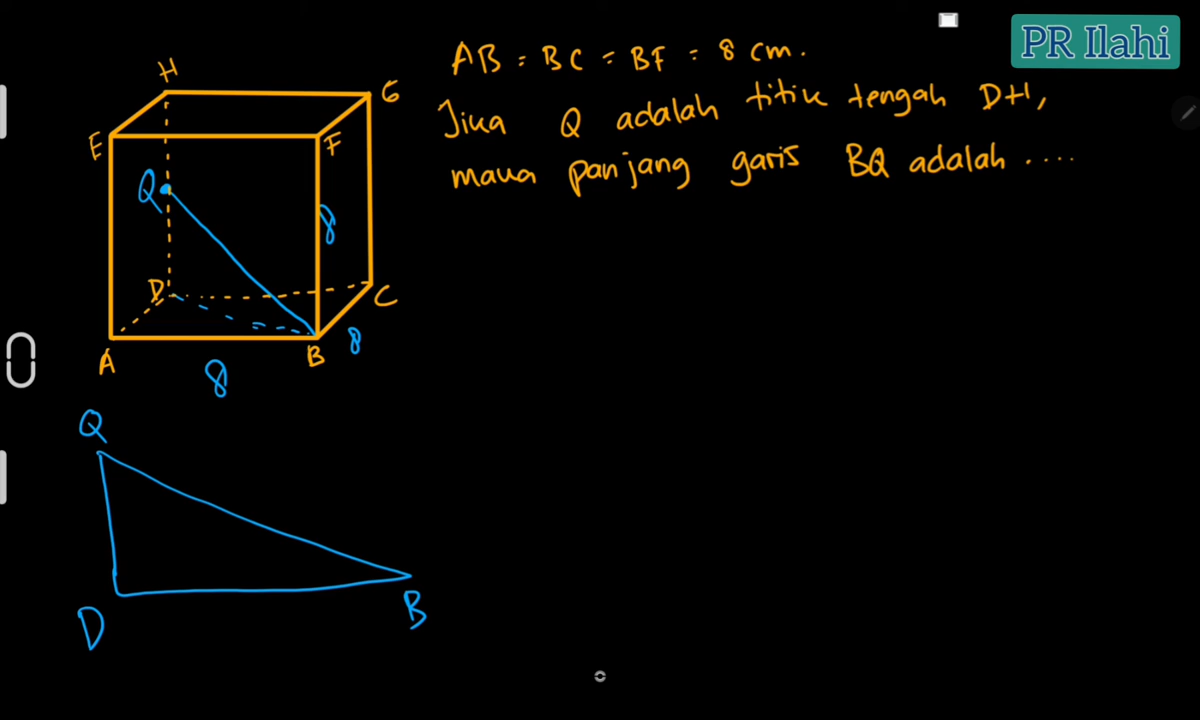 PR Ilahi
AB = BC = BF = 8 cm.
Jika Q adalah titik tengah DH,
maka panjang garis BQ adalah ....
H
G
E
F
Q
8
D
C
A
B
8
8
Q
D
B